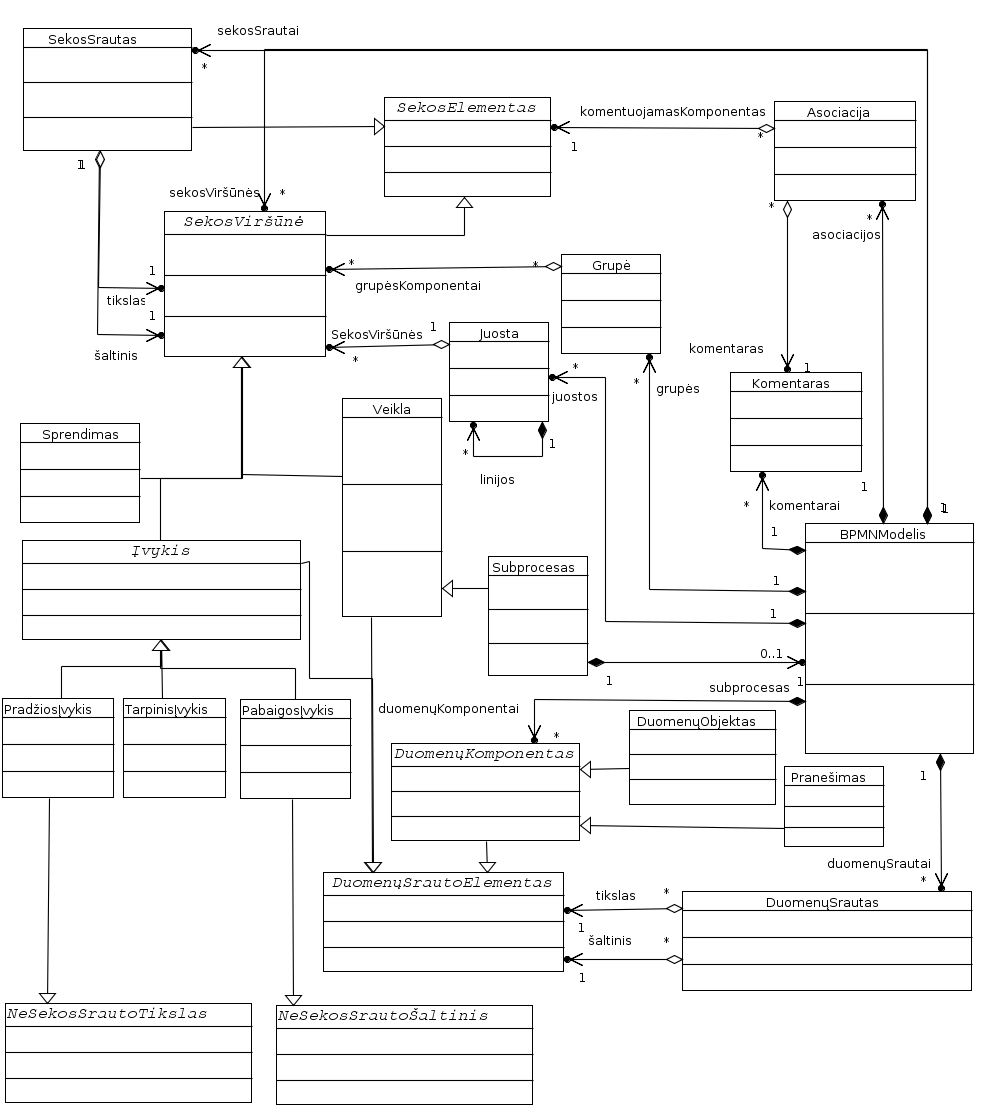 sekosSrautai
SekosSrautas
*
SekosElementas
komentuojamasKomponentas
Asociacija
*
1
1
1
sekosViršūnės
*
*
*
SekosViršūnė
asociacijos
1
*
*
Grupė
tikslas
grupėsKomponentai
1
SekosViršūnės
1
Juosta
šaltinis
*
komentaras
1
*
juostos
*
grupės
Komentaras
Veikla
Sprendimas
*
1
linijos
1
*
komentarai
1
1
1
BPMNModelis
Įvykis
Subprocesas
1
1
0..1
1
subprocesas
1
PradžiosĮvykis
TarpinisĮvykis
PabaigosĮvykis
duomenųKomponentai
*
DuomenųObjektas
DuomenųKomponentas
Pranešimas
1
duomenųSrautai
*
DuomenųSrautoElementas
tikslas
*
DuomenųSrautas
1
šaltinis
*
1
NeSekosSrautoTikslas
NeSekosSrautoŠaltinis